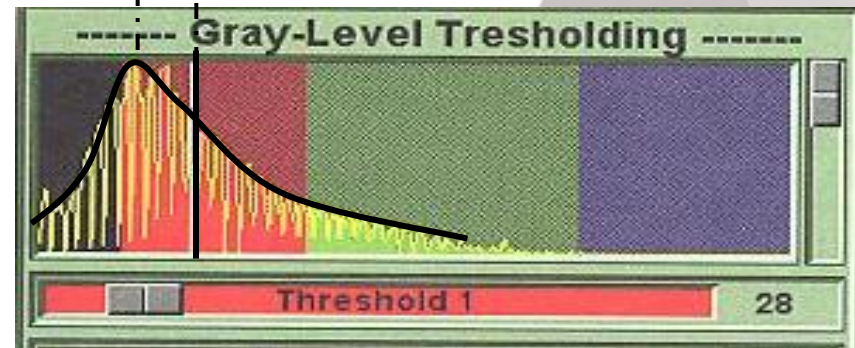 ------- Gray-Level Tresholding -------
Threshold 1 28